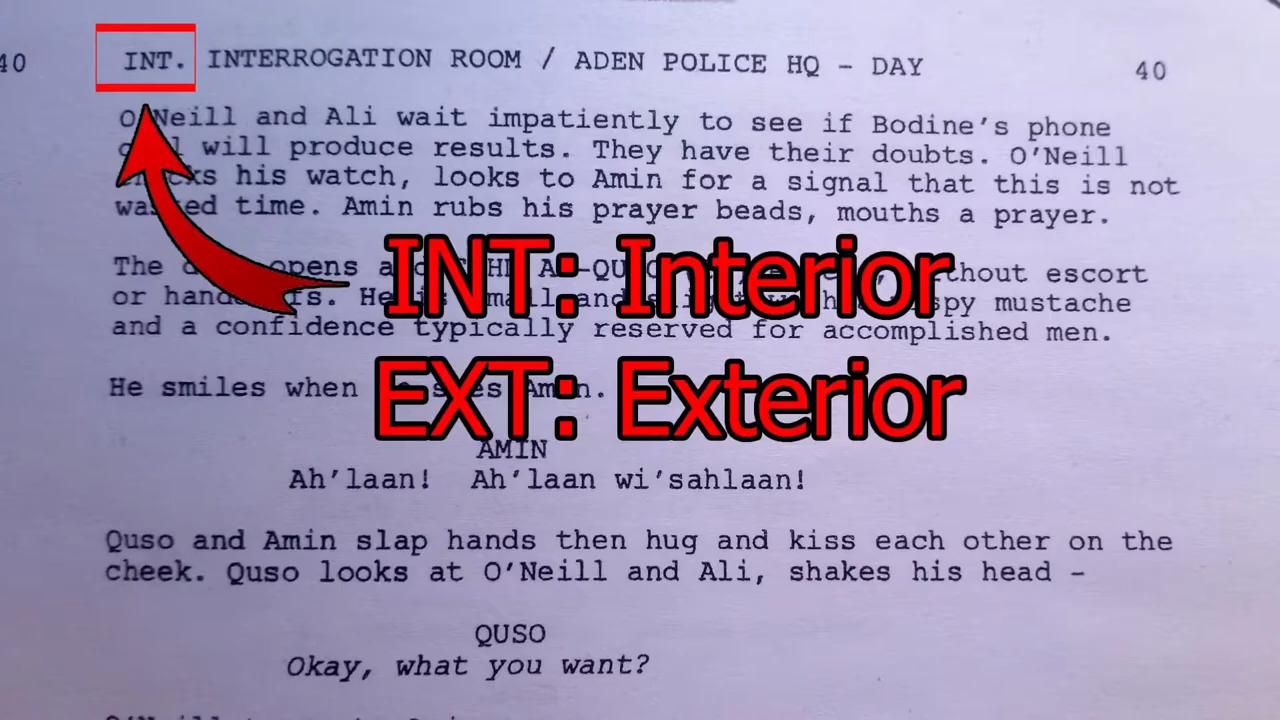 40 INT. INTERROGATION ROOM / ADEN POLICE HQ - DAY 40
O'Neill and Ali wait impatiently to see if Bodine's phone
will produce results. They have their doubts. O'Neill
his watch, looks to Amin for a signal that this is not
time. Amin rubs his prayer beads, mouths a prayer.
The opens escort
or He mustache
and a confidence typically reserved for accomplished men.
INT: Interior
He smiles when Amin.
EXT: Exterior
AMIN
Ah'laan! Ah'laan wi'sahlaan!
Quso and Amin slap hands then hug and kiss each other on the
cheek. Quso looks at O'Neill and Ali, shakes his head -
QUSO
Okay, what you want?